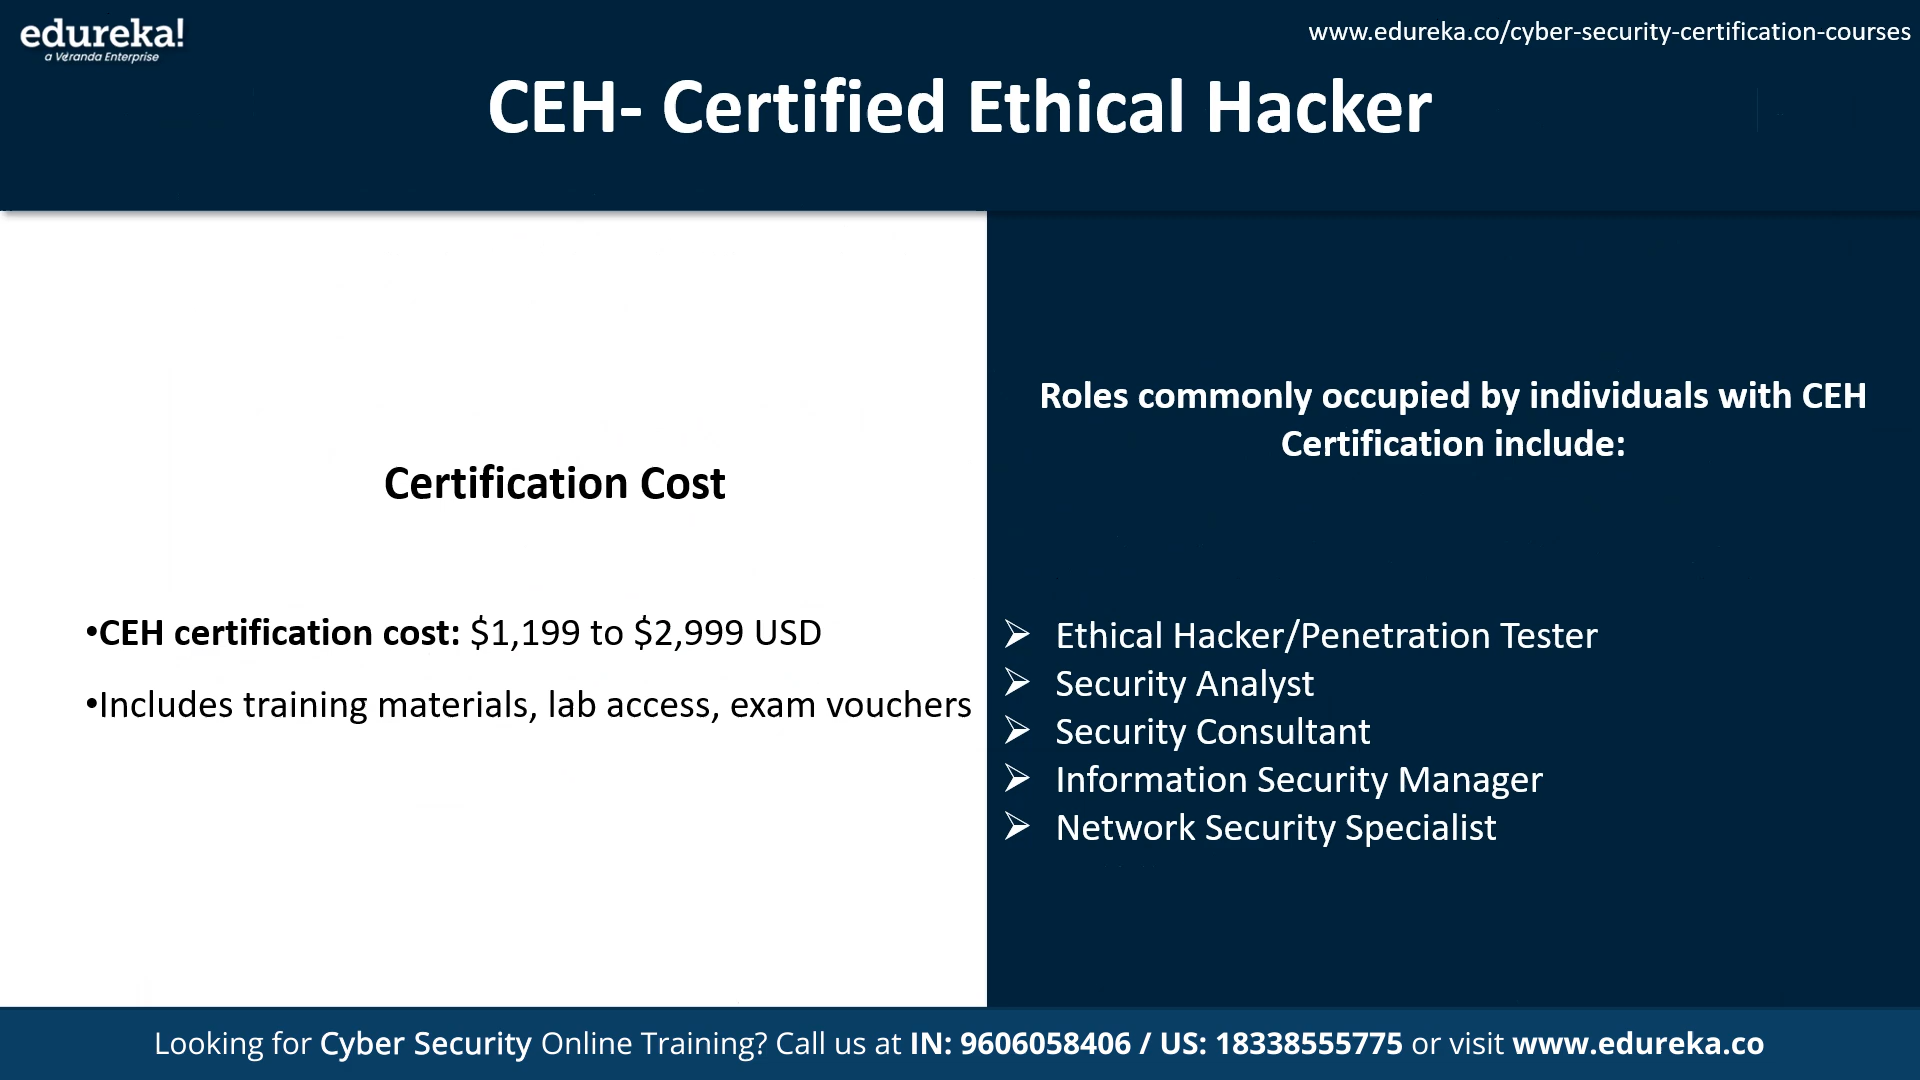 edureka!
a Veranda Enterprise
www.edureka.co/cyber-security-certification-courses
CEH- Certified Ethical Hacker
Certification Cost
•CEH certification cost: $1,199 to $2,999 USD
•Includes training materials, lab access, exam vouchers
Roles commonly occupied by individuals with CEH
Certification include:
➢ Ethical Hacker/Penetration Tester
➢ Security Analyst
➢ Security Consultant
➢ Information Security Manager
➢ Network Security Specialist
Looking for Cyber Security Online Training? Call us at IN: 9606058406 / US: 18338555775 or visit www.edureka.co